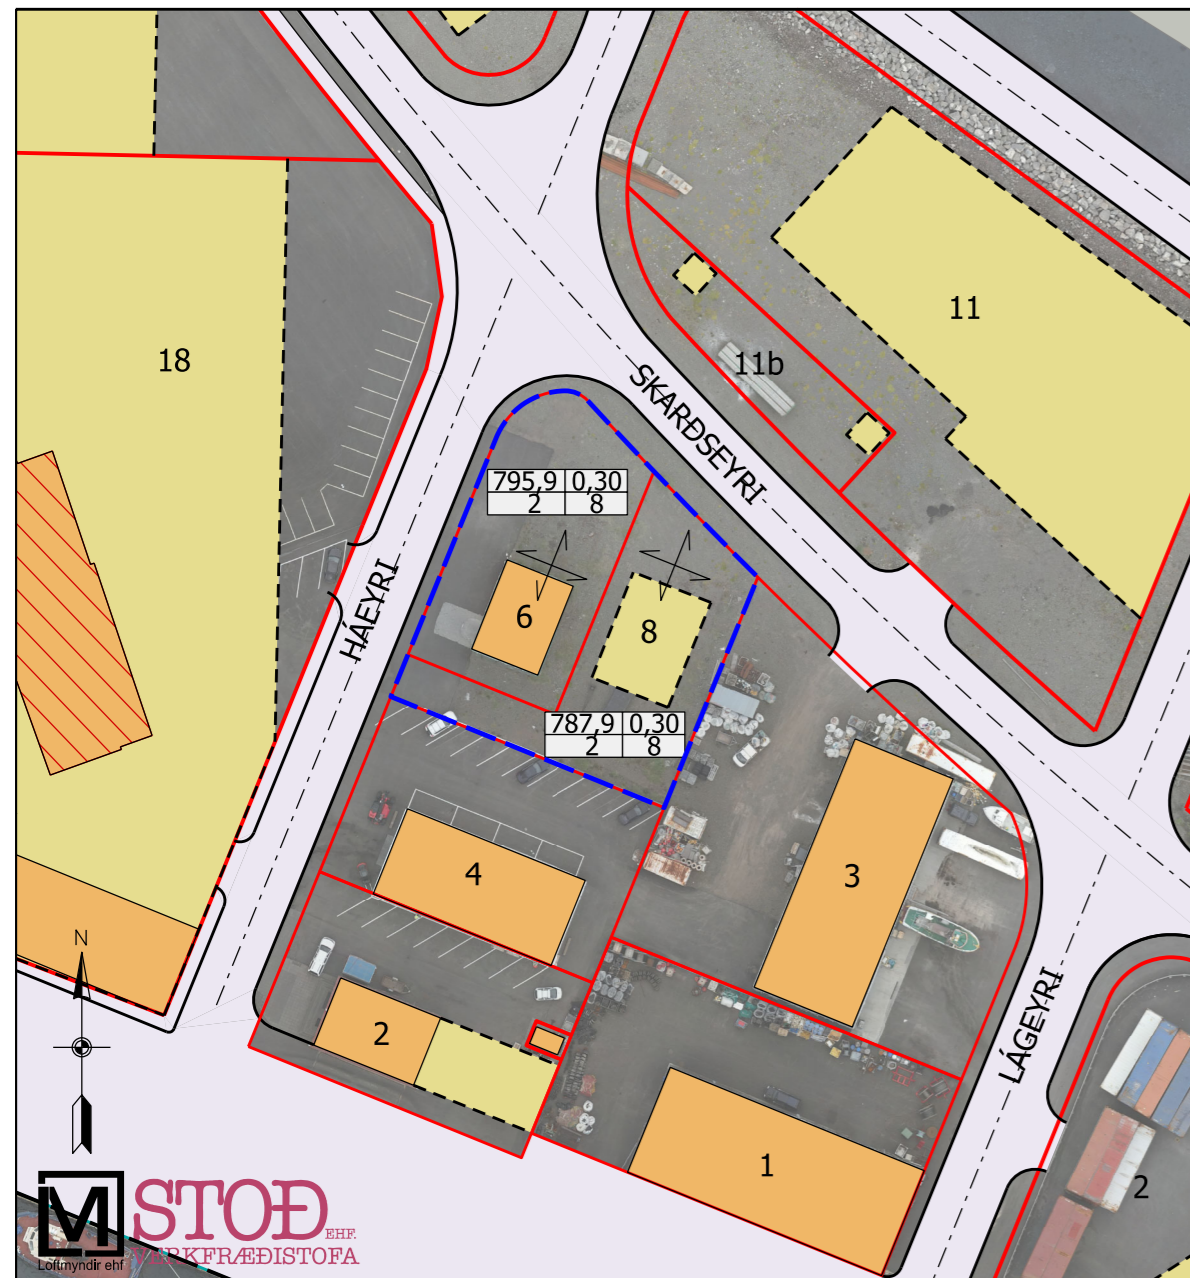 18
11
11b
SKARÐSEYRI
795,9 0,30
2 8
HÁEYRI
6
8
787,9 0,30
2 8
4
3
N
2
LÁGEYRI
1
2
M
Loftmyndir ehf
STOÐ EHF.
VERKFRÆÐISTOFA